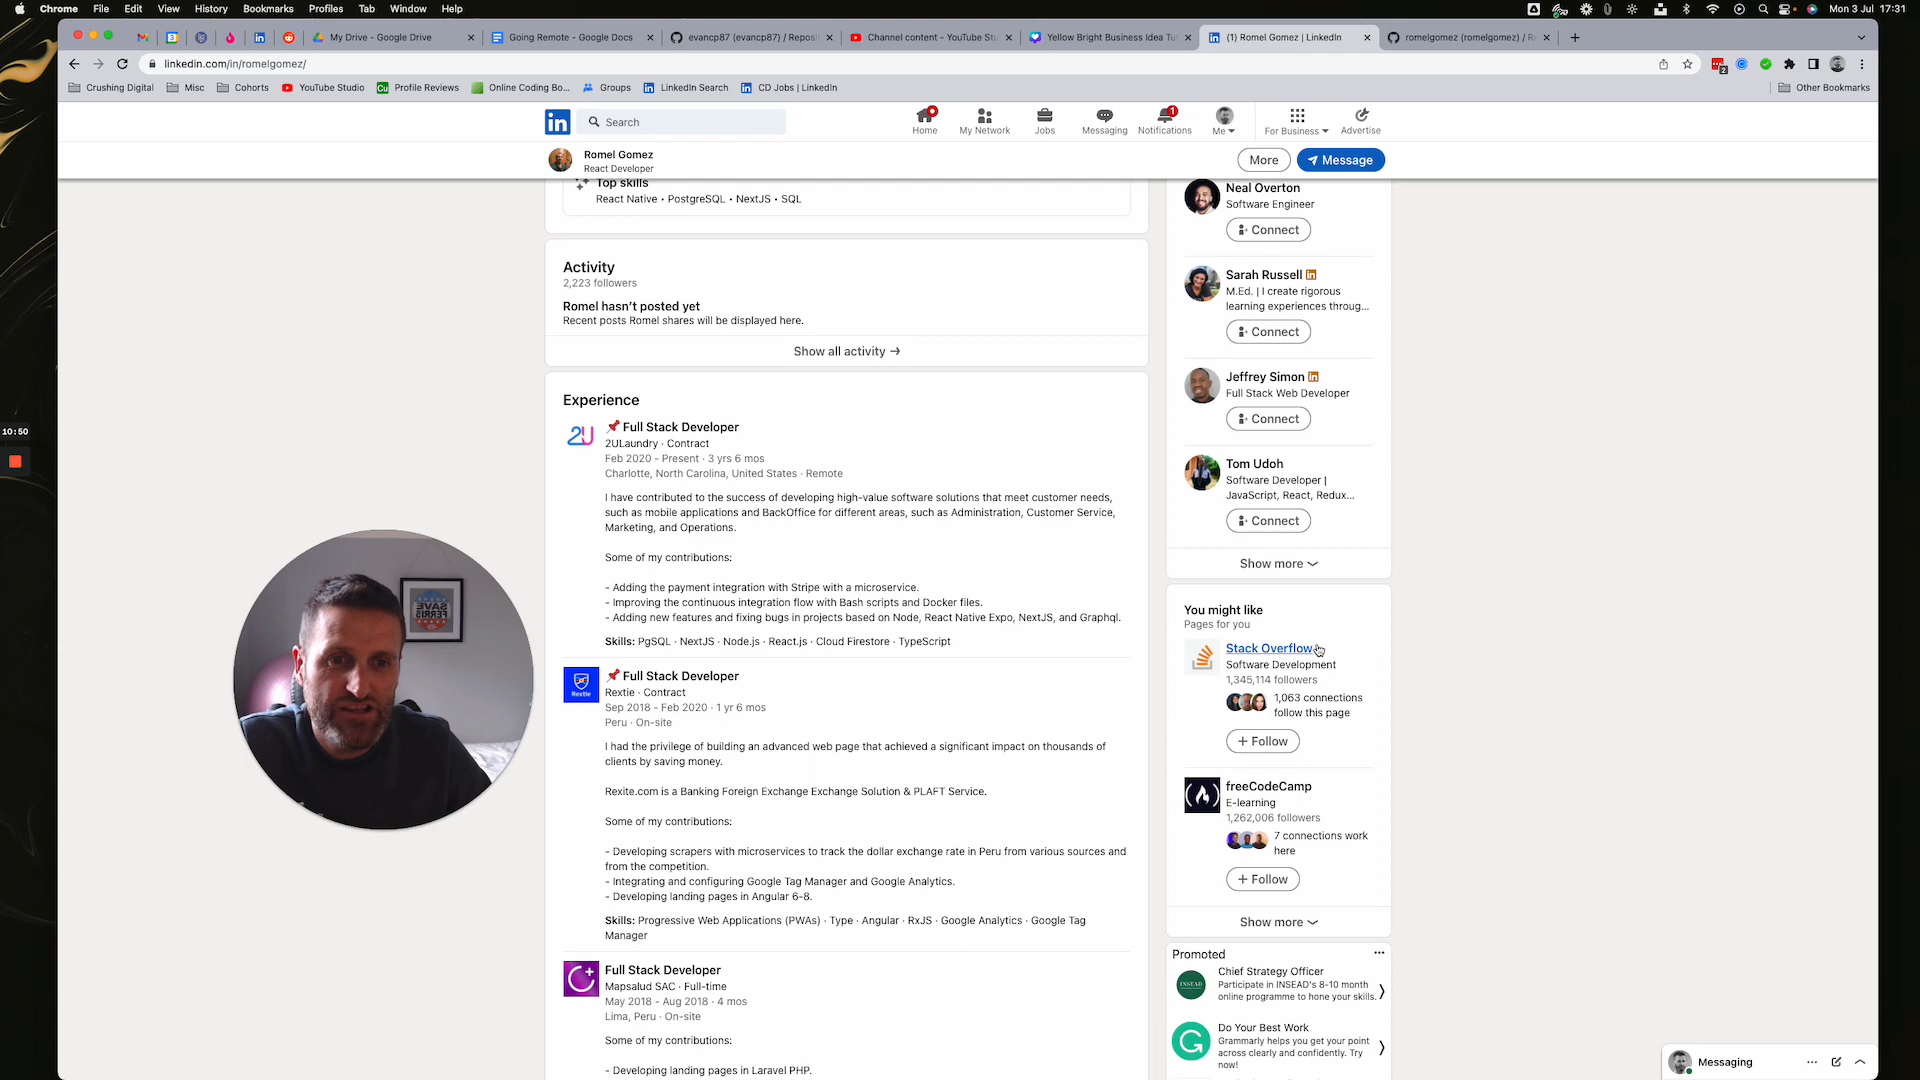 Chrome File Edit View History Bookmarks Profiles Tab Window Help
Mon 3 Jul 17:31
My Drive - Google Drive
Going Remote - Google Docs
evancp87 (evancp87) / Reposi
Channel content - YouTube Stu
Yellow Bright Business Idea Tu
(1) Romel Gomez | LinkedIn
romelgomez (romelgomez) / R
linkedin.com/in/romelgomez/
Crushing Digital
Misc
Cohorts
YouTube Studio
Profile Reviews
Online Coding Bo...
Groups
LinkedIn Search
CD Jobs | LinkedIn
Other Bookmarks
Search
Home
My Network
Jobs
Messaging
1
Notifications
Me
For Business
Advertise
Romel Gomez
React Developer
More
Message
Top skills
React Native • PostgreSQL • NextJS • SQL
Activity
2,223 followers
Romel hasn't posted yet
Recent posts Romel shares will be displayed here.
Show all activity →
Experience
Full Stack Developer
2ULaundry · Contract
Feb 2020 - Present · 3 yrs 6 mos
Charlotte, North Carolina, United States · Remote
I have contributed to the success of developing high-value software solutions that meet customer needs,
such as mobile applications and BackOffice for different areas, such as Administration, Customer Service,
Marketing, and Operations.
Some of my contributions:
- Adding the payment integration with Stripe with a microservice.
- Improving the continuous integration flow with Bash scripts and Docker files.
- Adding new features and fixing bugs in projects based on Node, React Native Expo, NextJS, and Graphql.
Skills: PgSQL · NextJS · Node.js · React.js · Cloud Firestore · TypeScript
2U
Rextie
Full Stack Developer
Rextie · Contract
Sep 2018 - Feb 2020 · 1 yr 6 mos
Peru · On-site
I had the privilege of building an advanced web page that achieved a significant impact on thousands of
clients by saving money.
Rexite.com is a Banking Foreign Exchange Exchange Solution & PLAFT Service.
Some of my contributions:
- Developing scrapers with microservices to track the dollar exchange rate in Peru from various sources and
from the competition.
- Integrating and configuring Google Tag Manager and Google Analytics.
- Developing landing pages in Angular 6-8.
Skills: Progressive Web Applications (PWAs) · Type · Angular · RxJS · Google Analytics · Google Tag
Manager
Full Stack Developer
Mapsalud SAC · Full-time
May 2018 - Aug 2018 · 4 mos
Lima, Peru · On-site
Some of my contributions:
- Developing landing pages in Laravel PHP.
Neal Overton
Software Engineer
Connect
Sarah Russell
M.Ed. | I create rigorous
learning experiences throug...
Connect
Jeffrey Simon
Full Stack Web Developer
Connect
Tom Udoh
Software Developer |
JavaScript, React, Redux...
Connect
Show more
You might like
Pages for you
Stack Overflow
Software Development
1,345,114 followers
1,063 connections
follow this page
+ Follow
freeCodeCamp
E-learning
1,262,006 followers
7 connections work
here
+ Follow
Show more
Promoted
INSEAD
Chief Strategy Officer
Participate in INSEAD's 8-10 month
online programme to hone your skills.
Do Your Best Work
Grammarly helps you get your point
across clearly and confidently. Try
now!
Messaging
10:50
SAVE
FERRIS